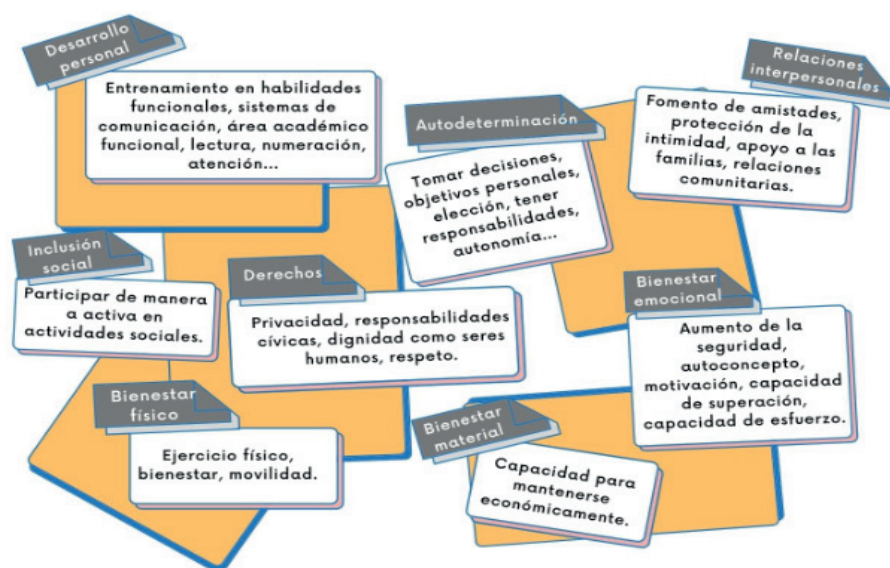 Desarrollo
personal
Entrenamiento en habilidades
funcionales, sistemas de
comunicación, área académico
funcional, lectura, numeración,
atención...
Autodeterminación
Tomar decisiones,
objetivos personales,
elección, tener
responsabilidades,
autonomía...
Relaciones
interpersonales
Fomento de amistades,
protección de la
intimidad, apoyo a las
familias, relaciones
comunitarias.
Inclusión
social
Participar de manera
a activa en
actividades sociales.
Derechos
Privacidad, responsabilidades
cívicas, dignidad como seres
humanos, respeto.
Bienestar
emocional
Aumento de la
seguridad,
autoconcepto,
motivación, capacidad
de superación,
capacidad de esfuerzo.
Bienestar
físico
Ejercicio físico,
bienestar, movilidad.
Bienestar
material
Capacidad para
mantenerse
económicamente.